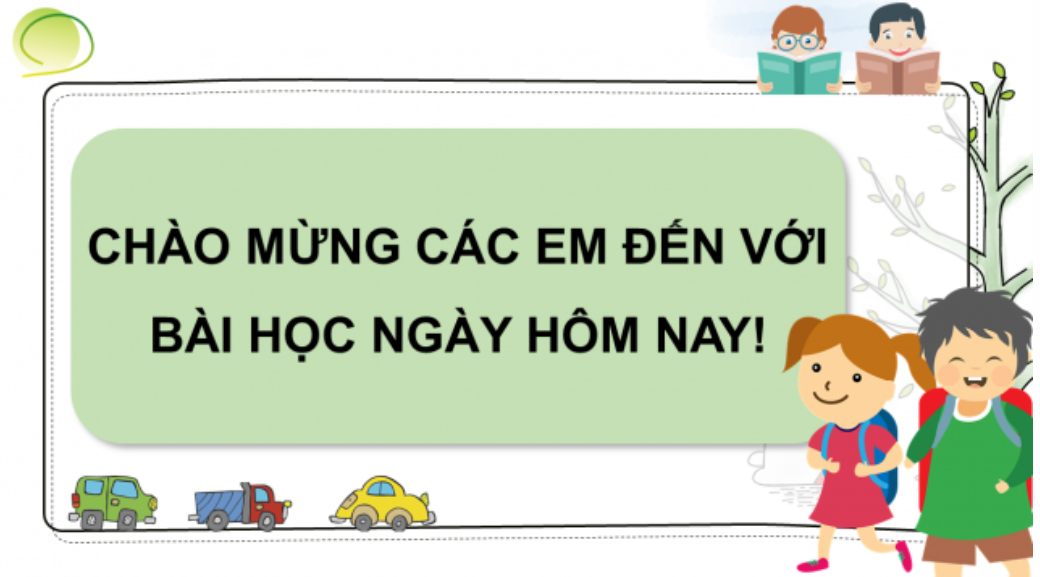 CHÀO MỪNG CÁC EM ĐẾN VỚI
BÀI HỌC NGÀY HÔM NAY!